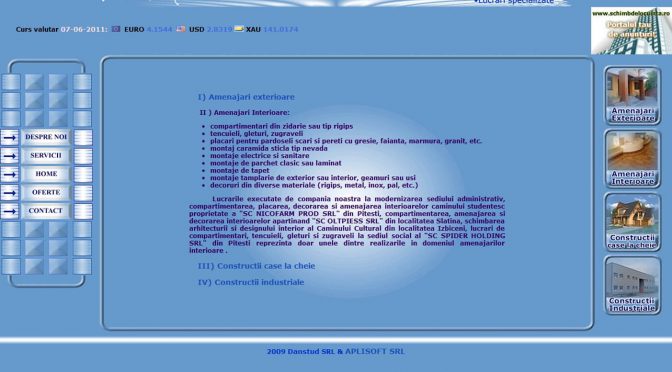 •Lucrari specializate
www.schimbdelocuinta.ro
Portalul tau
de anunturi!
Curs valutar 07-06-2011: EURO 4.1544 USD 2.8319 XAU 141.0174
DESPRE NOI
SERVICII
HOME
OFERTE
CONTACT
I) Amenajari exterioare
II ) Amenajari Interioare:
• compartimentari din zidarie sau tip rigips
• tencuieli, gleturi, zugraveli
• placari pentru pardoseli scari si pereti cu gresie, faianta, marmura, granit, etc.
• montaj caramida sticla tip nevada
• montaje electrice si sanitare
• montaje de parchet clasic sau laminat
• montaje de tapet
• montaje tamplarie de exterior sau interior, geamuri sau usi
• decoruri din diverse materiale (rigips, metal, inox, pal, etc.)
Lucrarile executate de compania noastra la modernizarea sediului administrativ,
compartimentarea, placarea, decorarea si amenajarea interioarelor caminului studentesc
proprietate a "SC NICOFARM PROD SRL" din Pitesti, compartimentarea, amenajarea si
decorarea interioarelor apartinand "SC OLTPIESS SRL" din localitatea Slatina, schimbarea
arhitecturii si designului interior al Caminului Cultural din localitatea Izbiceni, lucrari de
compartimentari, tencuieli, gleturi si zugraveli la sediul social al "SC SPIDER HOLDING
SRL" din Pitesti reprezinta doar unele dintre realizarile in domeniul amenajarilor
interioare .
III) Constructii case la cheie
IV) Constructii industriale
Amenajari
Exterioare
Amenajari
Interioare
Constructii
case la cheie
Constructii
Industriale
2009 Danstud SRL & APLISOFT SRL